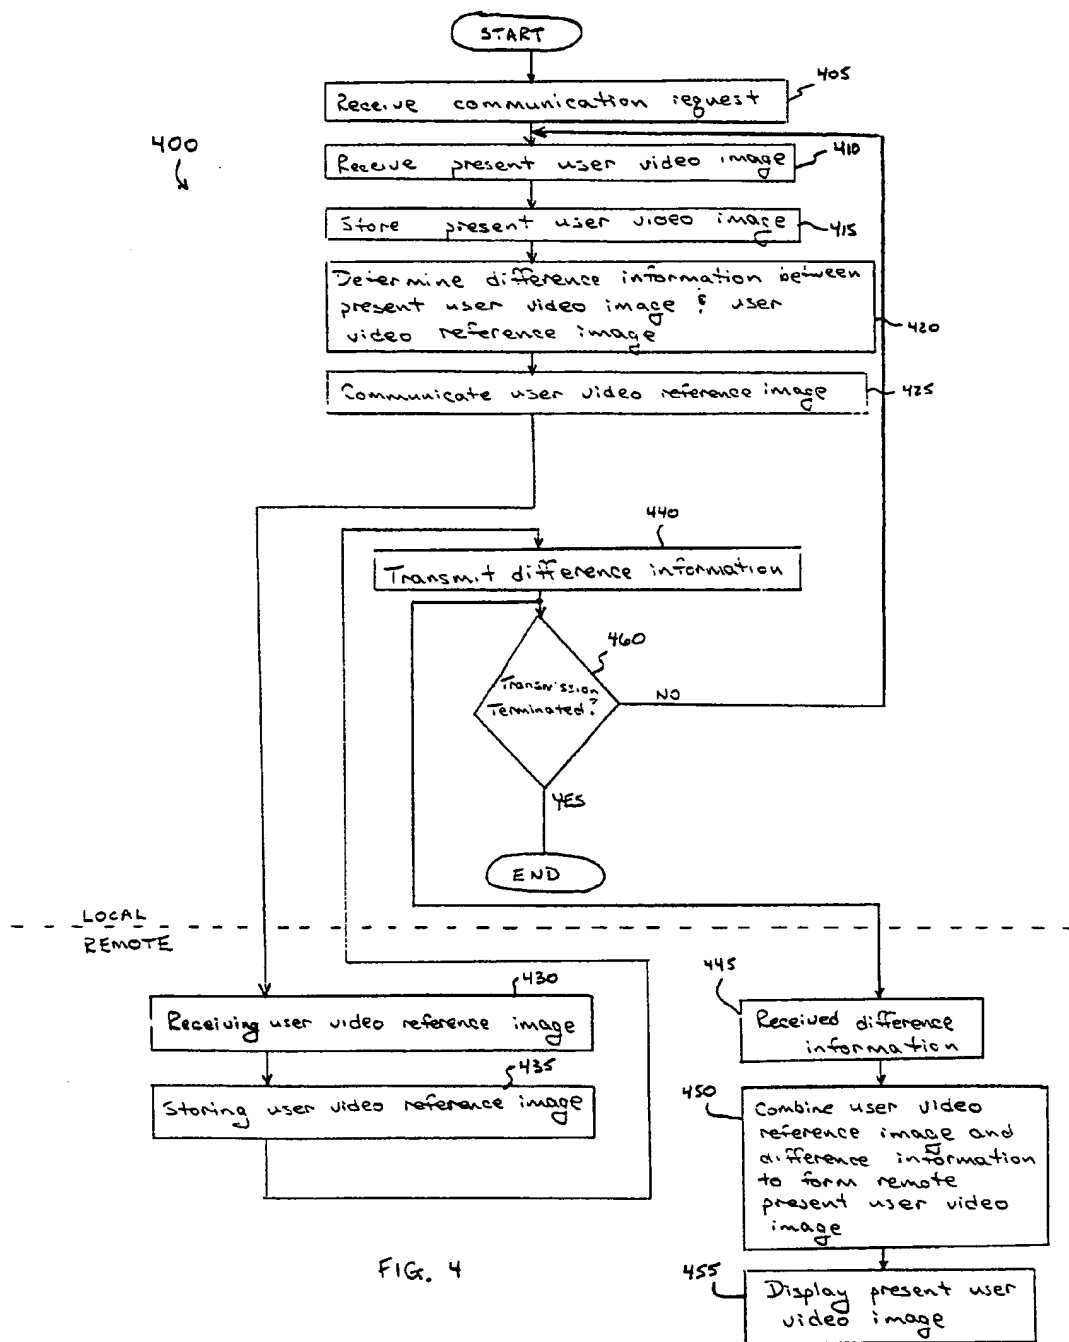 START
405
Receive communication request
400
410
Receive present user video image
Store present user video image
415
Determine difference information between
present user video image & user
video reference image
420
Communicate user video reference image
425
440
Transmit difference information
460
Transmission
Terminated?
NO
YES
END
LOCAL
REMOTE
430
Receiving user video reference image
435
Storing user video reference image
445
Received difference
information
450
Combine user video
reference image and
difference information
to form remote
present user video
image
455
Display present user
video image
FIG. 4